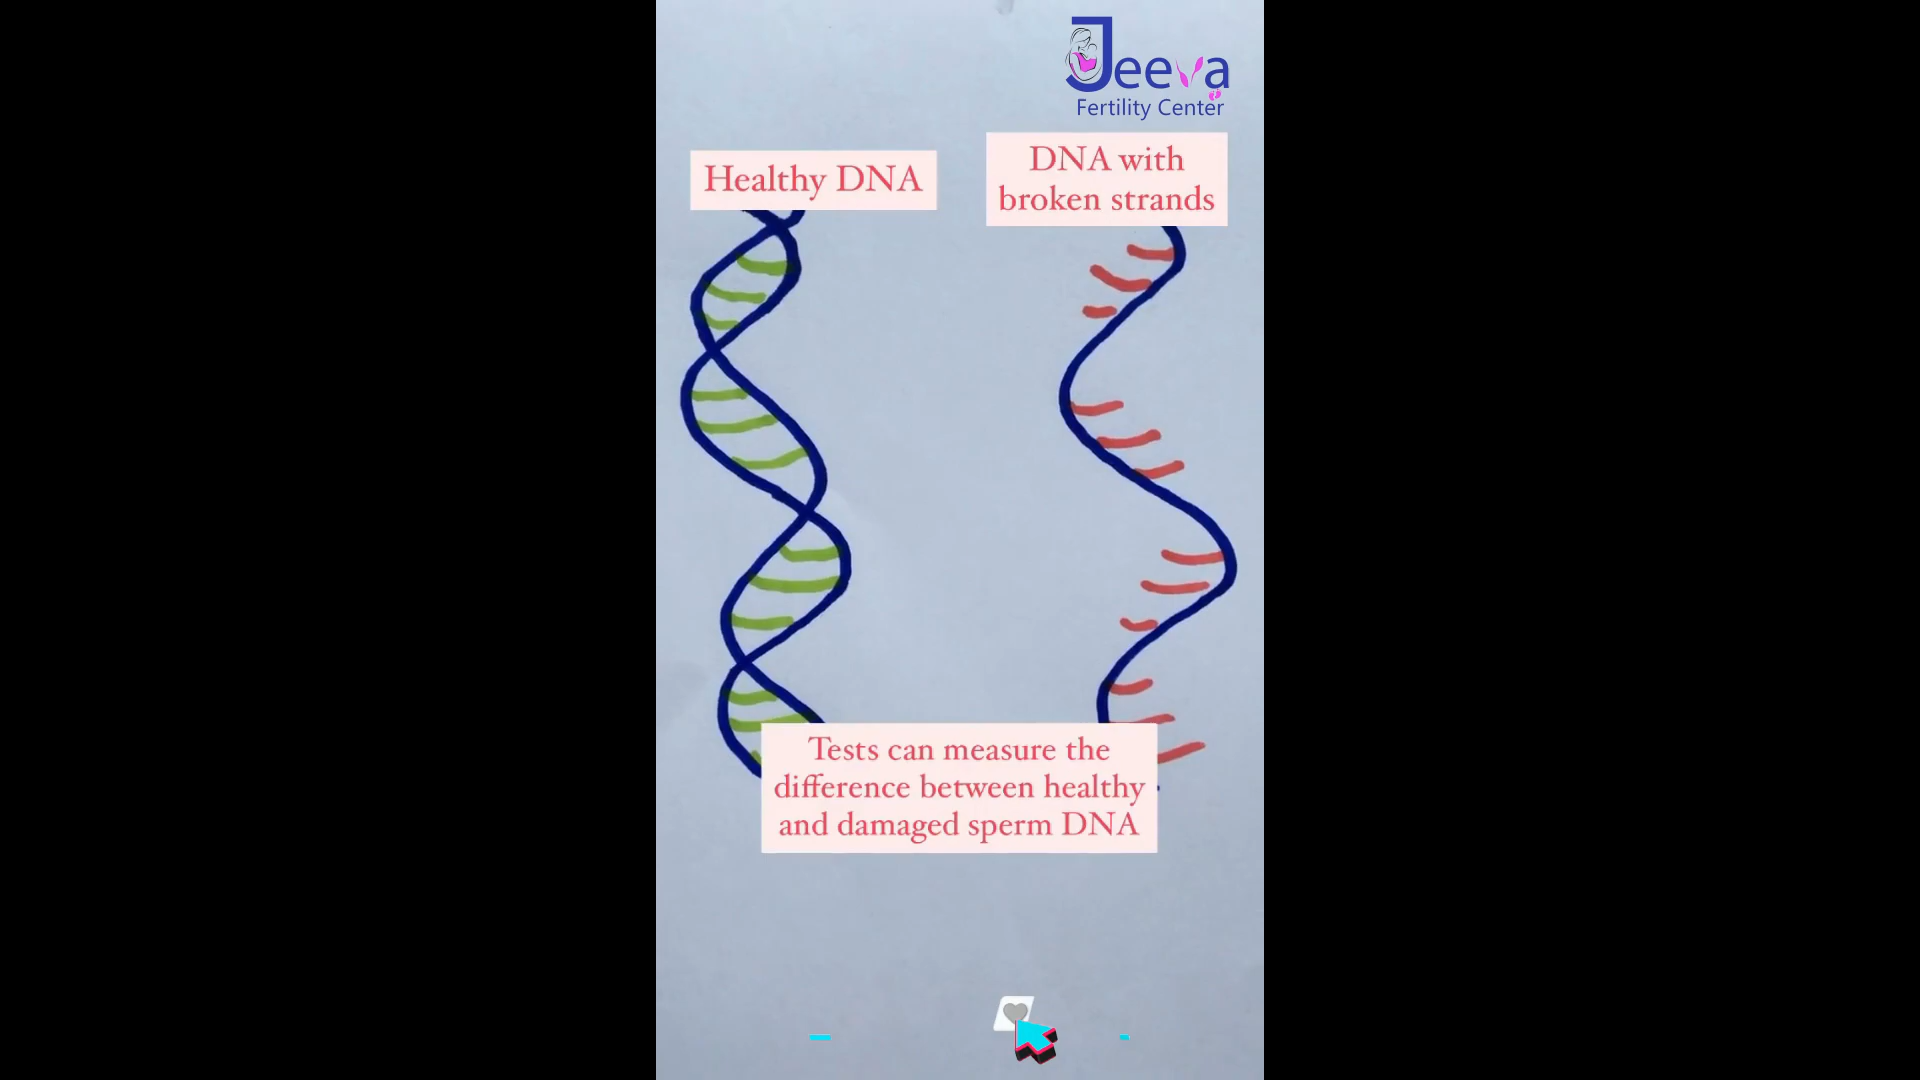 Jeeva
Fertility Center
Healthy DNA
DNA with
broken strands
Tests can measure the
difference between healthy
and damaged sperm DNA